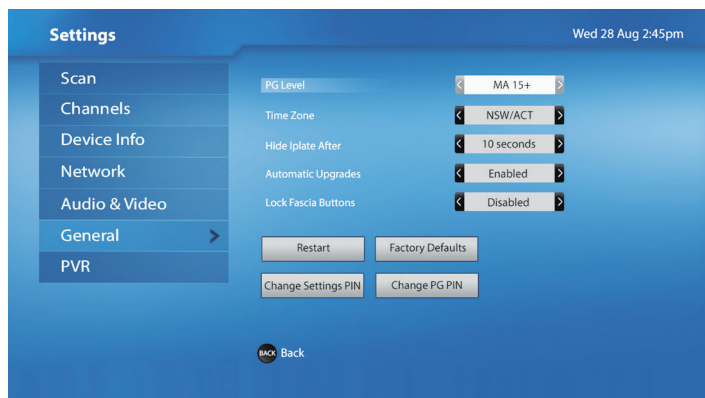 Settings
Wed 28 Aug 2:45pm
Scan
Channels
Device Info
Network
Audio & Video
General
PVR
PG Level
MA 15+
Time Zone
NSW/ACT
Hide Iplate After
10 seconds
Automatic Upgrades
Enabled
Lock Fascia Buttons
Disabled
Restart
Factory Defaults
Change Settings PIN
Change PG PIN
BACK Back